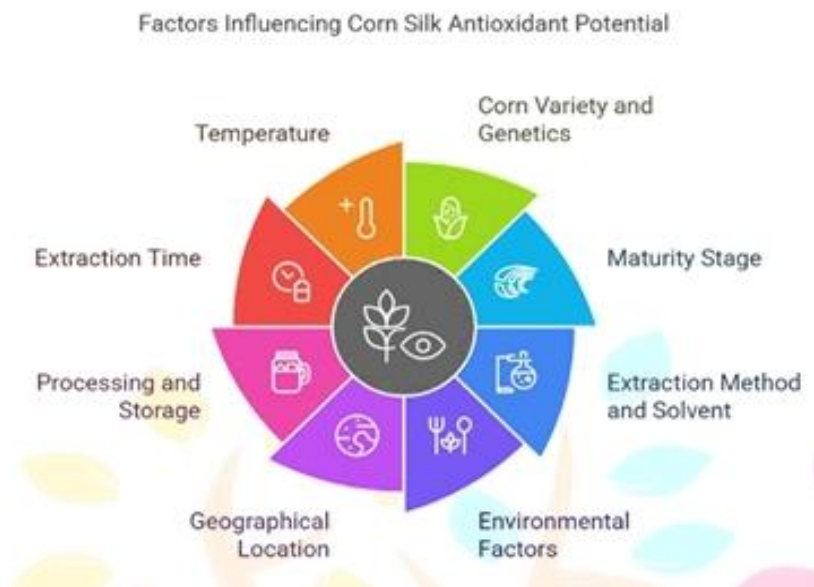 Factors Influencing Corn Silk Antioxidant Potential
Corn Variety and
Genetics
Temperature
Extraction Time
Maturity Stage
Processing and
Storage
Extraction Method
and Solvent
Geographical
Location
Environmental
Factors